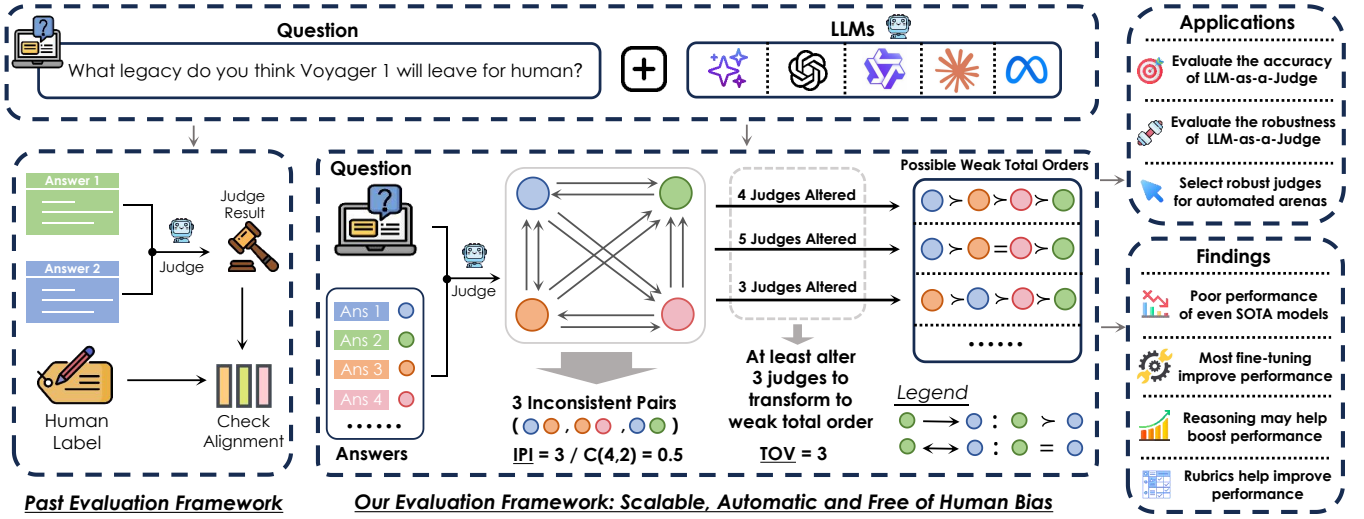 Question
What legacy do you think Voyager 1 will leave for human?
LLMs
Applications
Evaluate the accuracy
of LLM-as-a-Judge
Evaluate the robustness
of LLM-as-a-Judge
Select robust judges
for automated arenas
Answer 1
Answer 2
Judge
Judge
Result
Human
Label
Check
Alignment
Past Evaluation Framework
Question
Ans 1
Ans 2
Ans 3
Ans 4
......
Answers
Judge
3 Inconsistent Pairs
( , , , )
IPI = 3 / C(4,2) = 0.5
4 Judges Altered
5 Judges Altered
3 Judges Altered
At least alter
3 judges to
transform to
weak total order
TOV = 3
Possible Weak Total Orders
≻ ≻ ≻
≻ = ≻
≻ ≻ ≻
......
Legend
: ≻
: =
Our Evaluation Framework: Scalable, Automatic and Free of Human Bias
Findings
Poor performance
of even SOTA models
Most fine-tuning
improve performance
Reasoning may help
boost performance
Rubrics help improve
performance